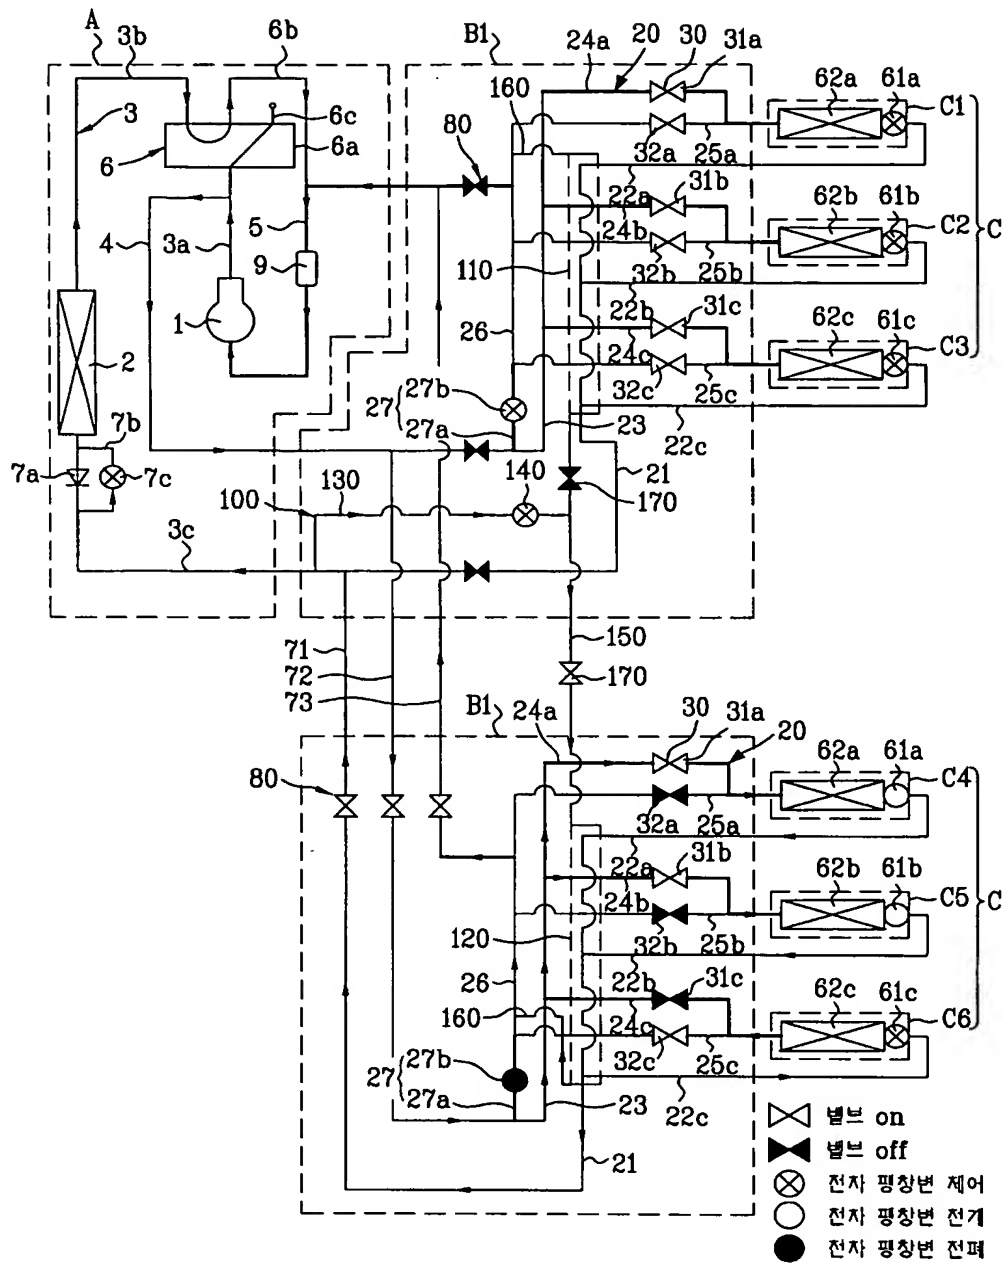 A
3b
6b
B1
24a
20
30
31a
62a
61a
C1
3
6c
6
6a
160
80
32a
25a
22a
31b
62b
61b
C2
C
4
3a
5
24b
9
110
32b
25b
22b
31c
62c
61c
C3
1
26
24c
2
27
27b
32c
25c
27a
23
22c
7b
7a
7c
140
21
130
170
100
3c
71
150
72
170
73
B1
24a
30
31a
20
62a
61a
C4
80
32a
25a
22a
31b
62b
61b
C5
C
24b
120
32b
25b
22b
31c
62c
61c
26
24c
C6
160
32c
25c
27
27b
27a
23
22c
21
밸브 on
밸브 off
전자 팽창변 제어
전자 팽창변 전개
전자 팽창변 전폐